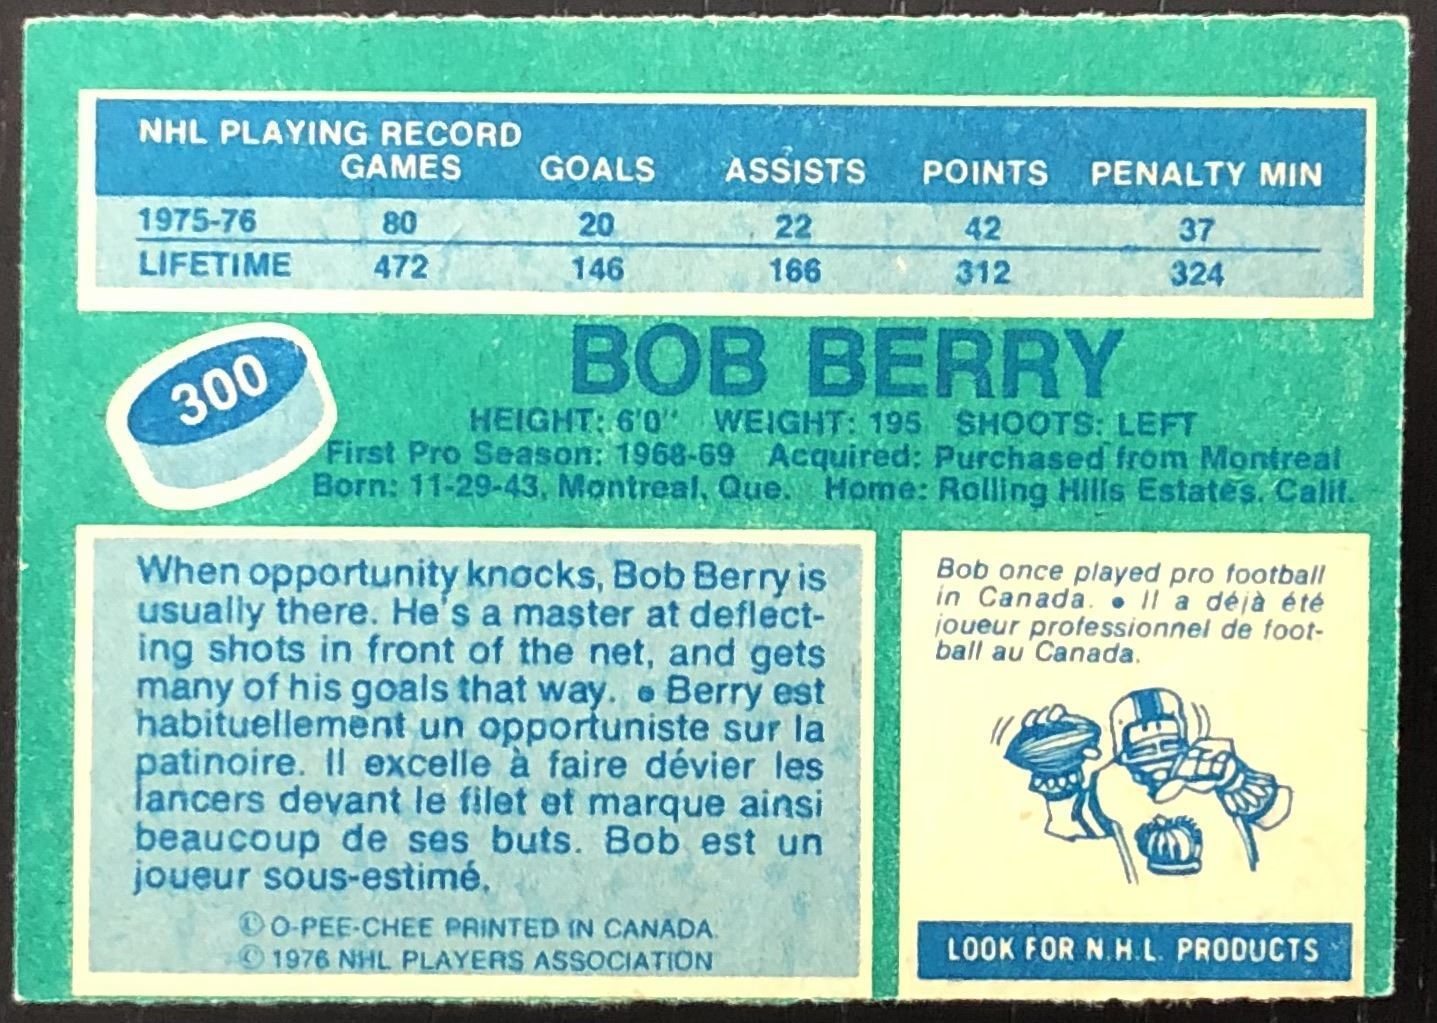 NHL PLAYING RECORD
GAMES GOALS ASSISTS POINTS PENALTY MIN
1975-76 80 20 22 42 37
LIFETIME 472 146 166 312 324
300
BOB BERRY
HEIGHT: 6'0" WEIGHT: 195 SHOOTS: LEFT
First Pro Season: 1968-69 Acquired: Purchased from Montreal
Born: 11-29-43, Montreal, Que. Home: Rolling Hills Estates, Calif.
When opportunity knocks, Bob Berry is
usually there. He's a master at deflect-
ing shots in front of the net, and gets
many of his goals that way. • Berry est
habituellement un opportuniste sur la
patinoire. Il excelle à faire dévier les
lancers devant le filet et marque ainsi
beaucoup de ses buts. Bob est un
joueur sous-estimé.
© O-PEE-CHEE PRINTED IN CANADA.
© 1976 NHL PLAYERS ASSOCIATION
Bob once played pro football
in Canada. • Il a déjà été
joueur professionnel de foot-
ball au Canada.
LOOK FOR N.H.L. PRODUCTS